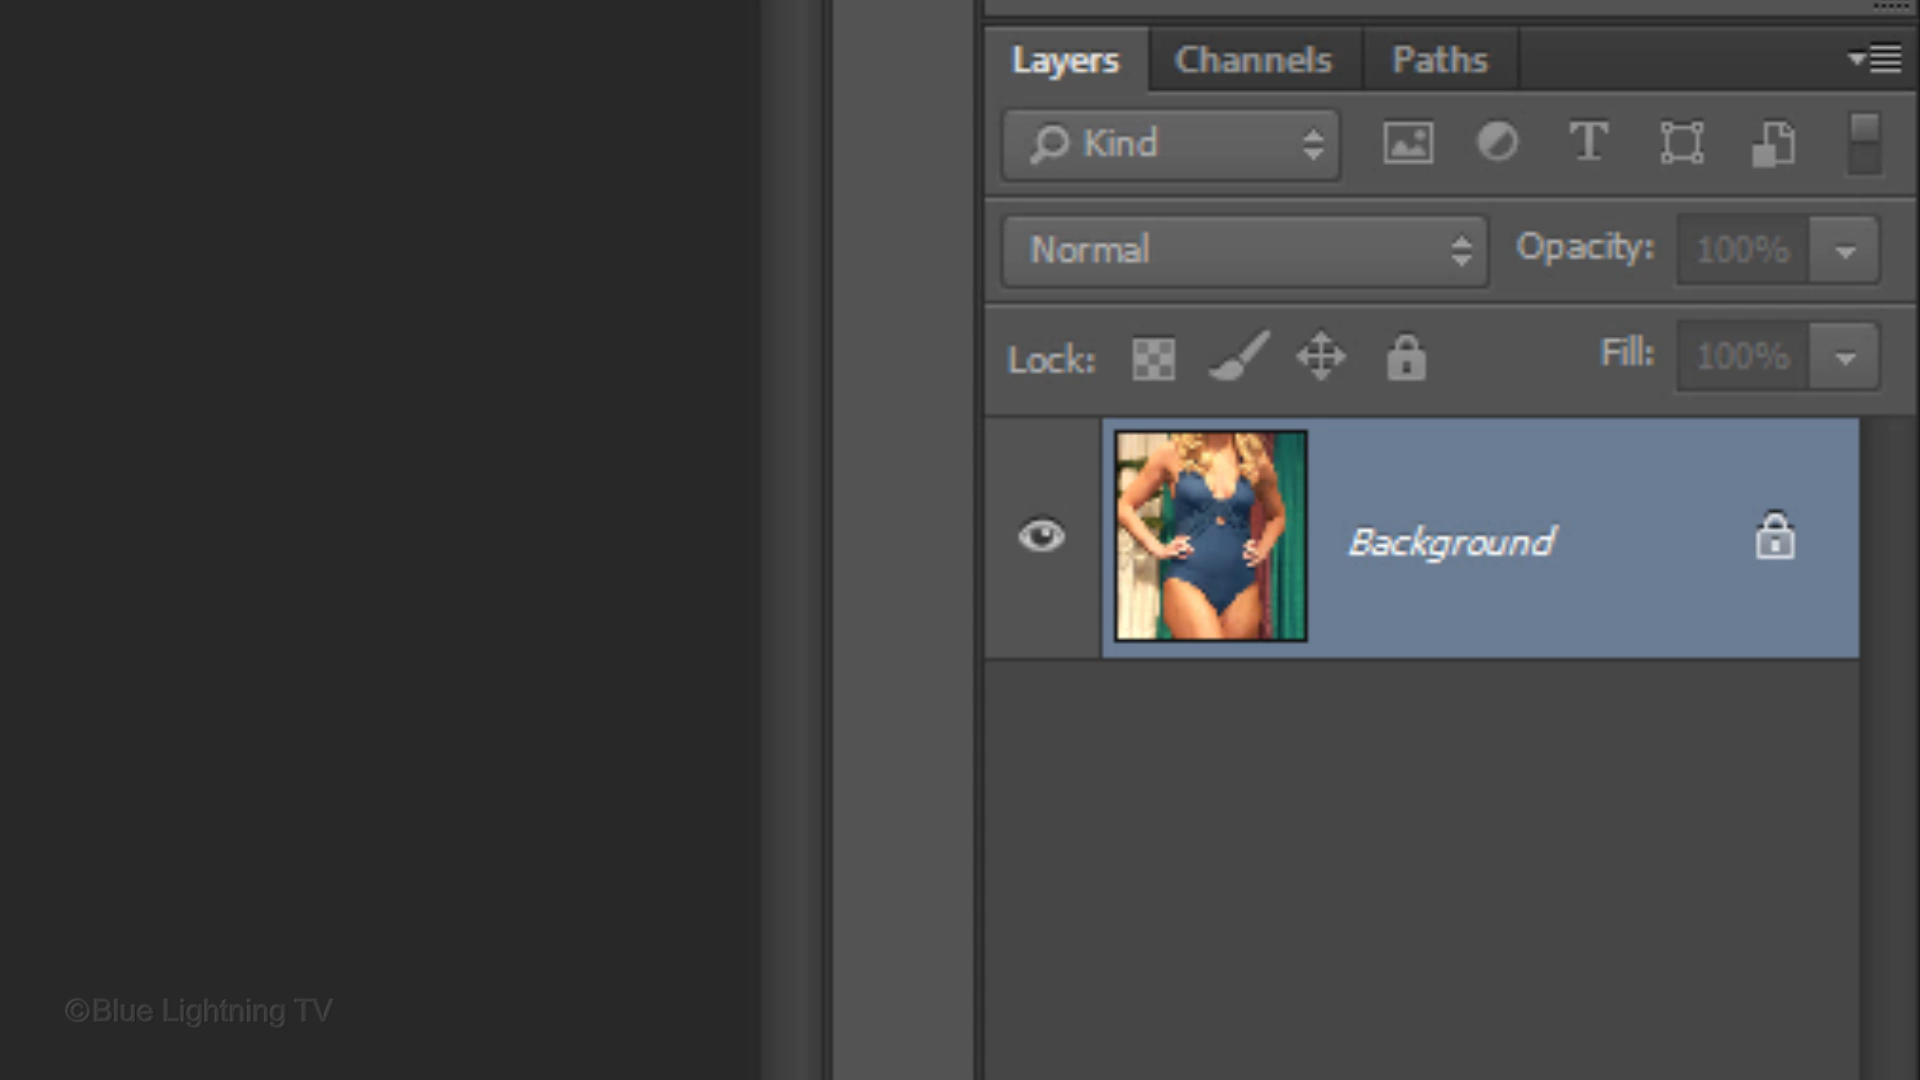 Layers Channels Paths
Kind T
Normal Opacity: 100%
Lock: Fill: 100%
Background
©Blue Lightning TV